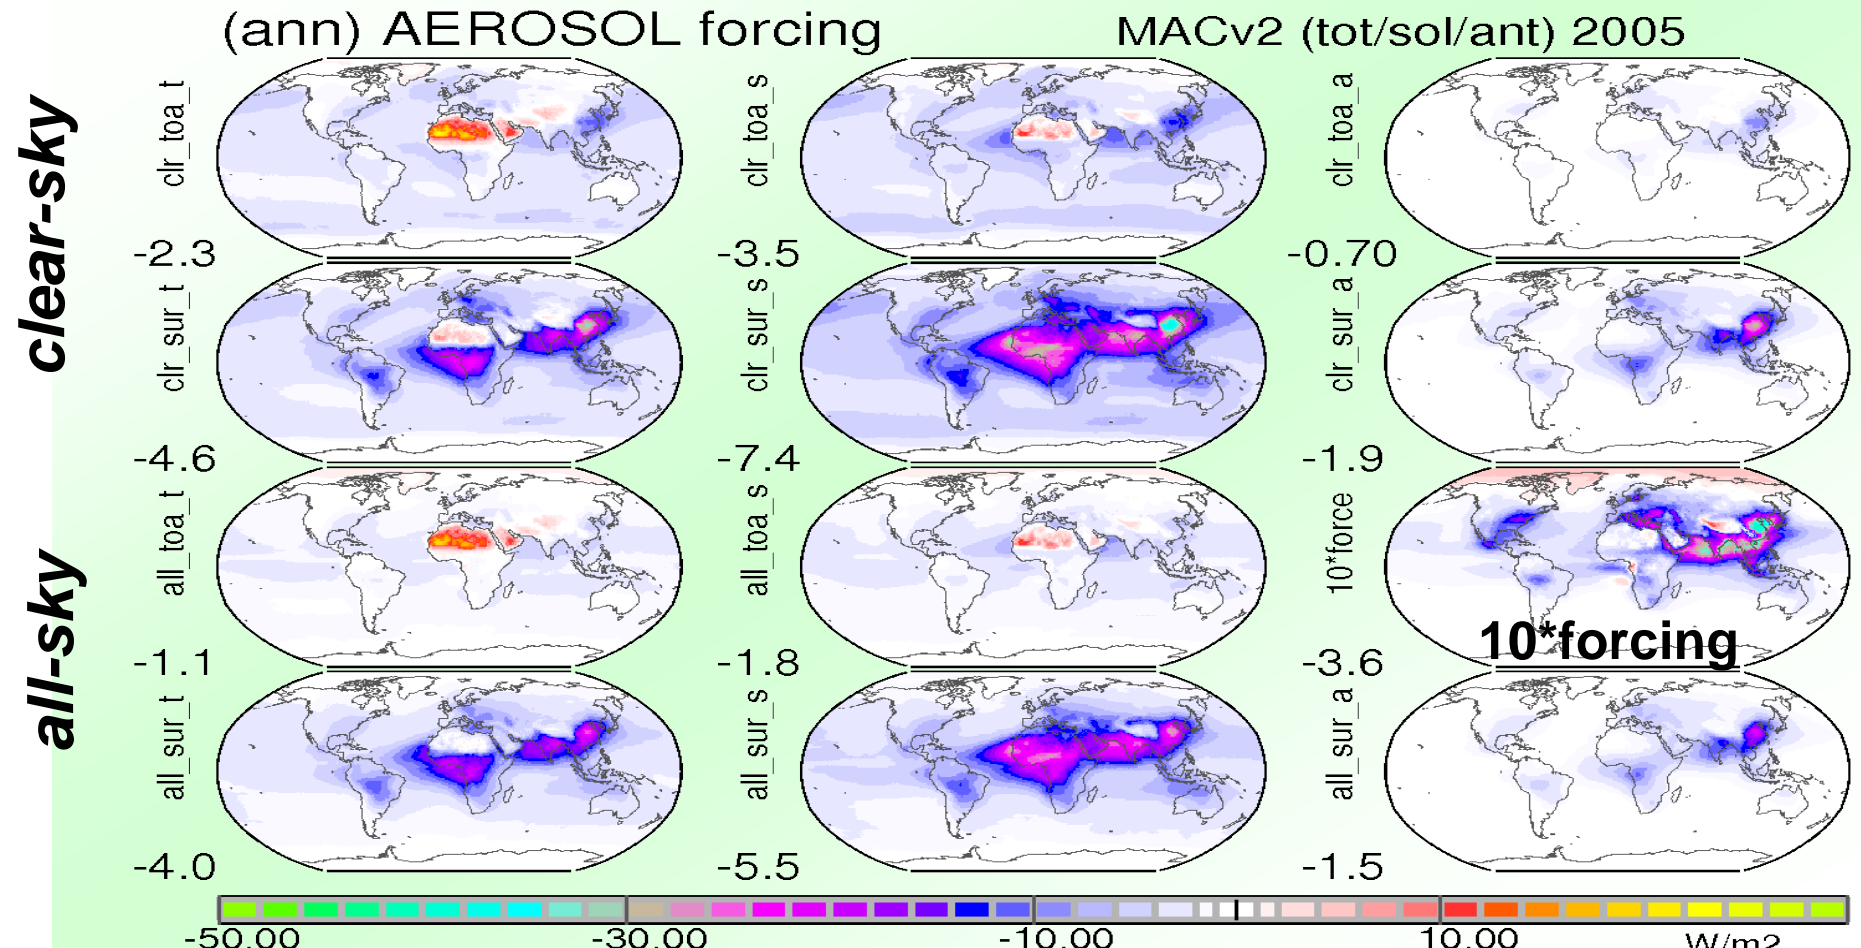 (ann) AEROSOL forcing
MACv2 (tot/sol/ant) 2005
clear-sky
clr_toa_t
clr_toa_s
clr_toa_a
-2.3
-3.5
-0.70
clr_sur_t
clr_sur_s
clr_sur_a
-4.6
-7.4
-1.9
all-sky
all_toa_t
all_toa_s
10*force
10*forcing
-1.1
-1.8
-3.6
all_sur_t
all_sur_s
all_sur_a
-4.0
-5.5
-1.5
-50.00
-30.00
-10.00
10.00
W/m2